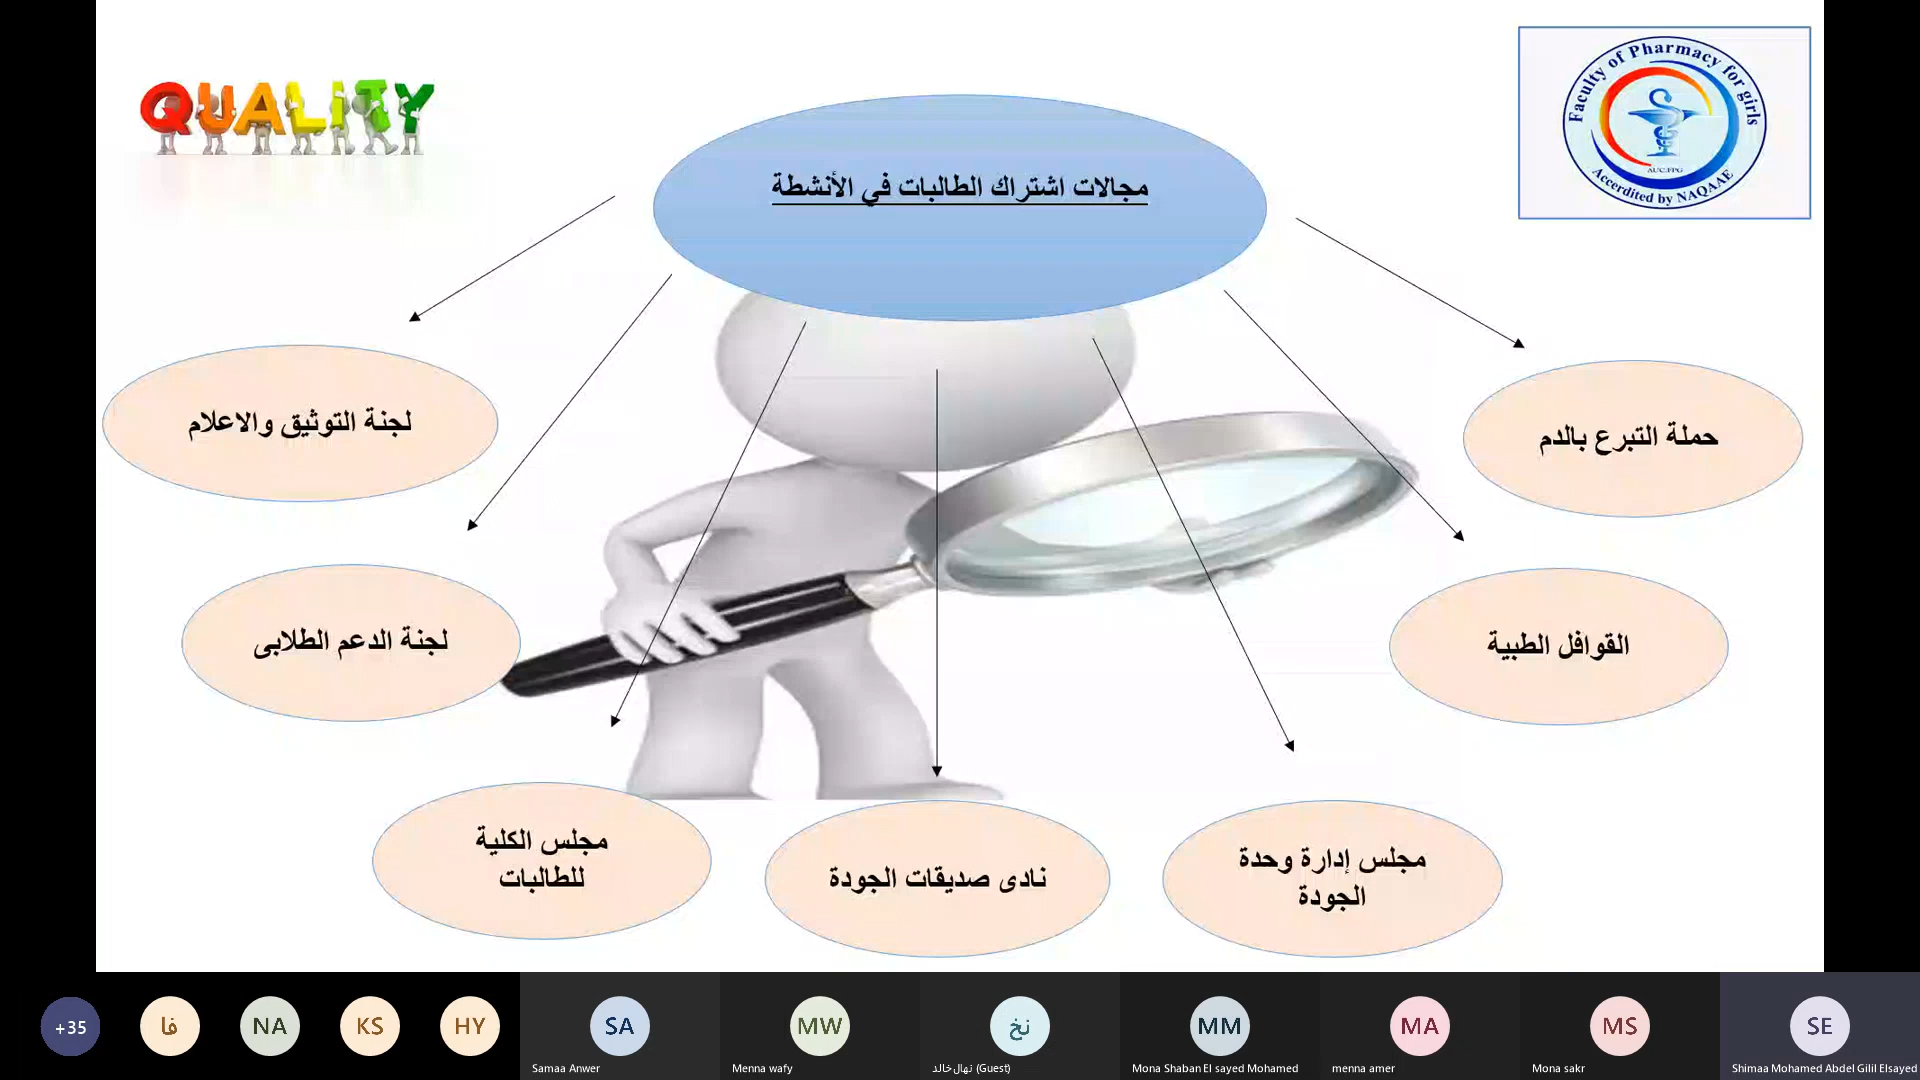 QUALITY
Faculty of Pharmacy for girls
AUC.FPG
Accerdited by NAQAAE
مجالات اشتراك الطالبات في الأنشطة
لجنة التوثيق والاعلام
حملة التبرع بالدم
لجنة الدعم الطلابى
القوافل الطبية
مجلس الكلية
للطالبات
نادى صديقات الجودة
مجلس إدارة وحدة
الجودة
+35
فا
NA
KS
HY
SA
Samaa Anwer
MW
Menna wafy
نخ
نهال خالد (Guest)
MM
Mona Shaban El sayed Mohamed
MA
menna amer
MS
Mona sakr
SE
Shimaa Mohamed Abdel Gilil Elsayed